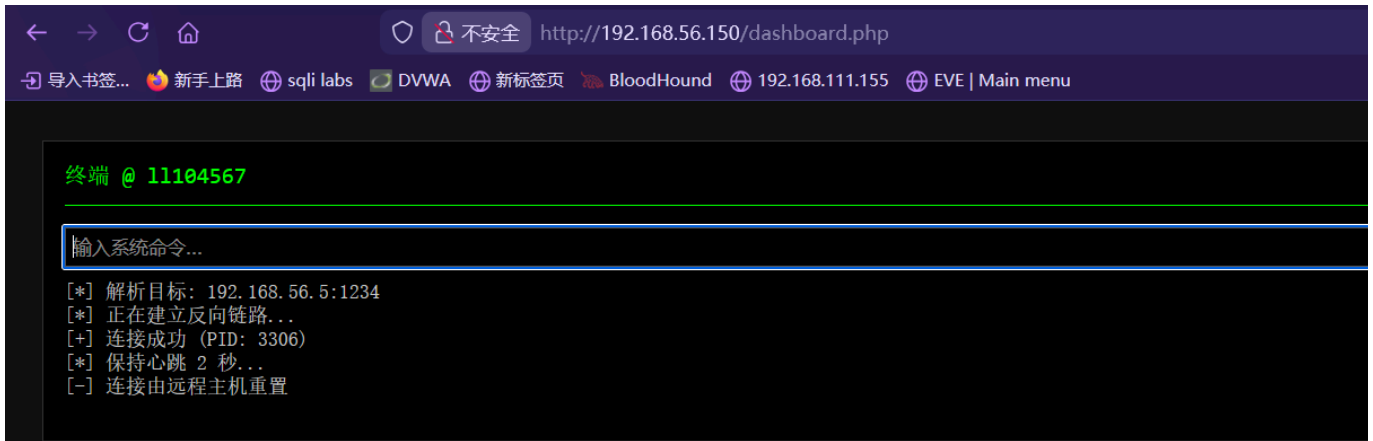 不安全 http://192.168.56.150/dashboard.php
导入书签... 新手上路 sqli labs DVWA 新标签页 BloodHound 192.168.111.155 EVE | Main menu
终端 @ ll104567
输入系统命令...
[*] 解析目标: 192.168.56.5:1234
[*] 正在建立反向链路...
[+] 连接成功 (PID: 3306)
[*] 保持心跳 2 秒...
[-] 连接由远程主机重置